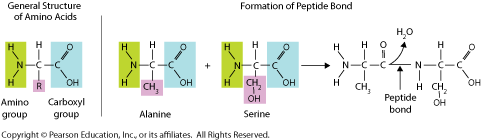 General Structure
of Amino Acids
Formation of Peptide Bond
H H O
N C C
H R OH
Amino
group
Carboxyl
group
H H O
N C C
H CH3 OH
Alanine
+
H H O
N C C
H CH2 OH
OH
Serine
H2O
H H O H O
N C C N C C
H CH3 H CH2 OH
OH
Peptide
bond
Copyright © Pearson Education, Inc., or its affiliates. All Rights Reserved.